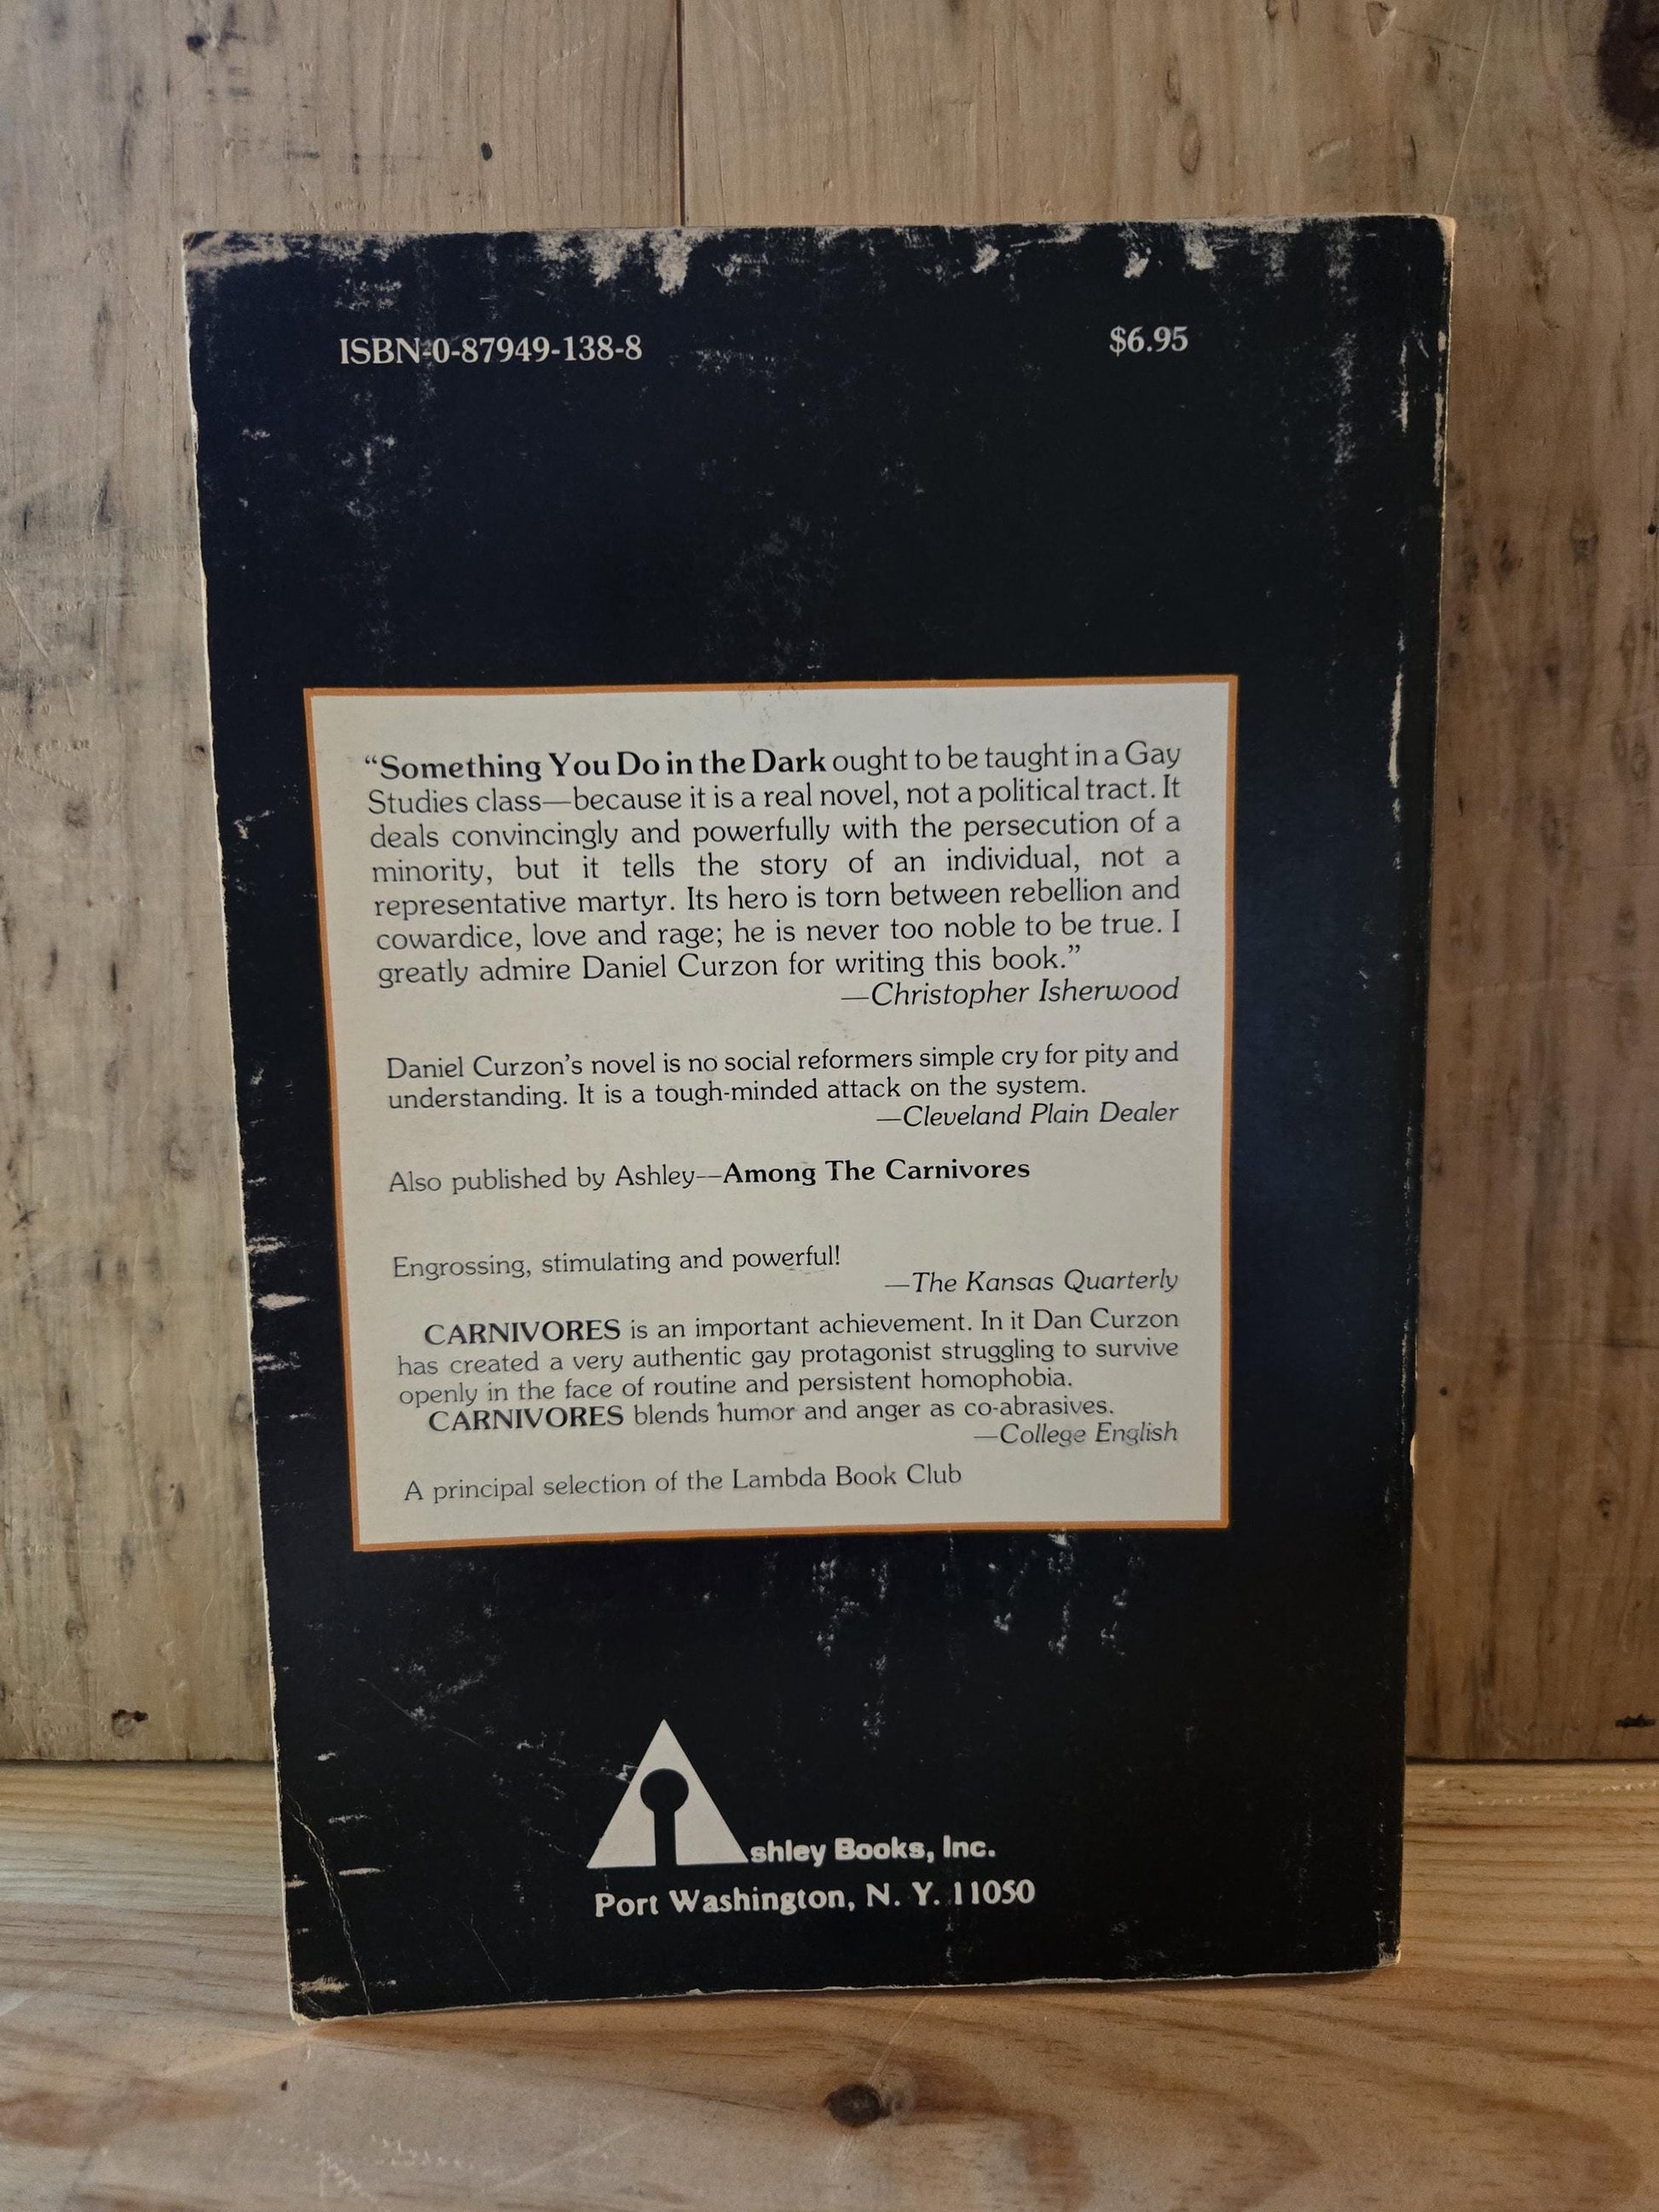 ISBN-0-87949-138-8 $6.95
“Something You Do in the Dark ought to be taught in a Gay
Studies class—because it is a real novel, not a political tract. It
deals convincingly and powerfully with the persecution of a
minority, but it tells the story of an individual, not a
representative martyr. Its hero is torn between rebellion and
cowardice, love and rage; he is never too noble to be true. I
greatly admire Daniel Curzon for writing this book.”
—Christopher Isherwood
Daniel Curzon’s novel is no social reformers simple cry for pity and
understanding. It is a tough-minded attack on the system.
—Cleveland Plain Dealer
Also published by Ashley—Among The Carnivores
Engrossing, stimulating and powerful!
—The Kansas Quarterly
CARNIVORES is an important achievement. In it Dan Curzon
has created a very authentic gay protagonist struggling to survive
openly in the face of routine and persistent homophobia.
CARNIVORES blends humor and anger as co-abrasives.
—College English
A principal selection of the Lambda Book Club
Ashley Books, Inc.
Port Washington, N. Y. 11050